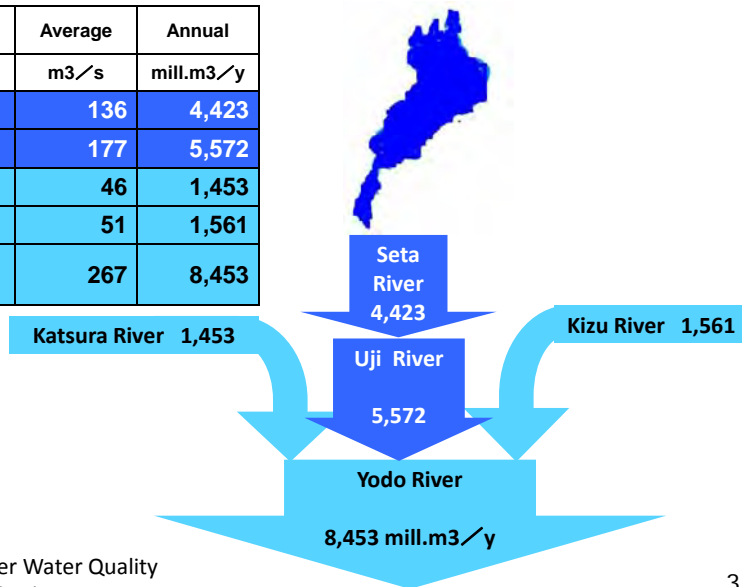 Average Annual
m3／s mill.m3／y
136 4,423
177 5,572
46 1,453
51 1,561
267 8,453
Seta
River
4,423
Katsura River 1,453
Kizu River 1,561
Uji River
5,572
Yodo River
8,453 mill.m3／y
er Water Quality
3